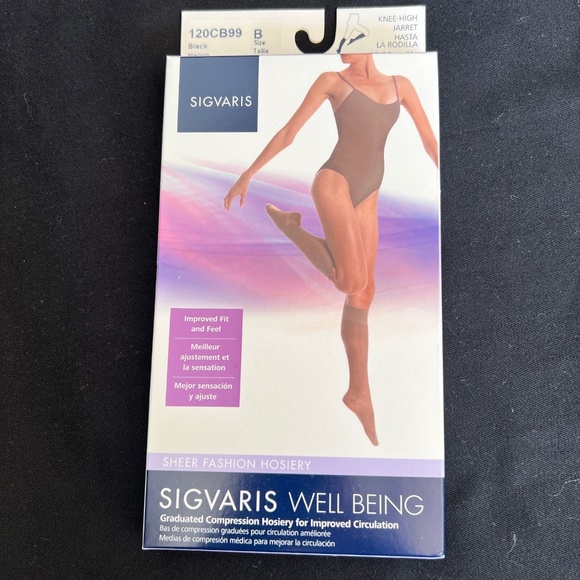 120CB99 B
Black Size
Taille
KNEE-HIGH
JARRET
HASTA
LA RODILLA
SIGVARIS
Improved Fit
and Feel
Meilleur
ajustement et
la sensation
Mejor sensación
y ajuste
SHEER FASHION HOSIERY
SIGVARIS WELL BEING
Graduated Compression Hosiery for Improved Circulation
Bas de compression graduées pour circulation améliorée
Medias de compresión médica para mejorar la circulación